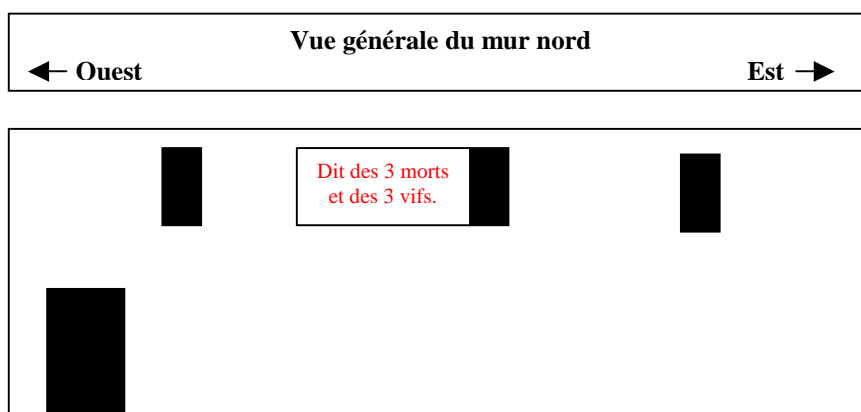 Vue générale du mur nord
Ouest
Est
Dit des 3 morts
et des 3 vifs.